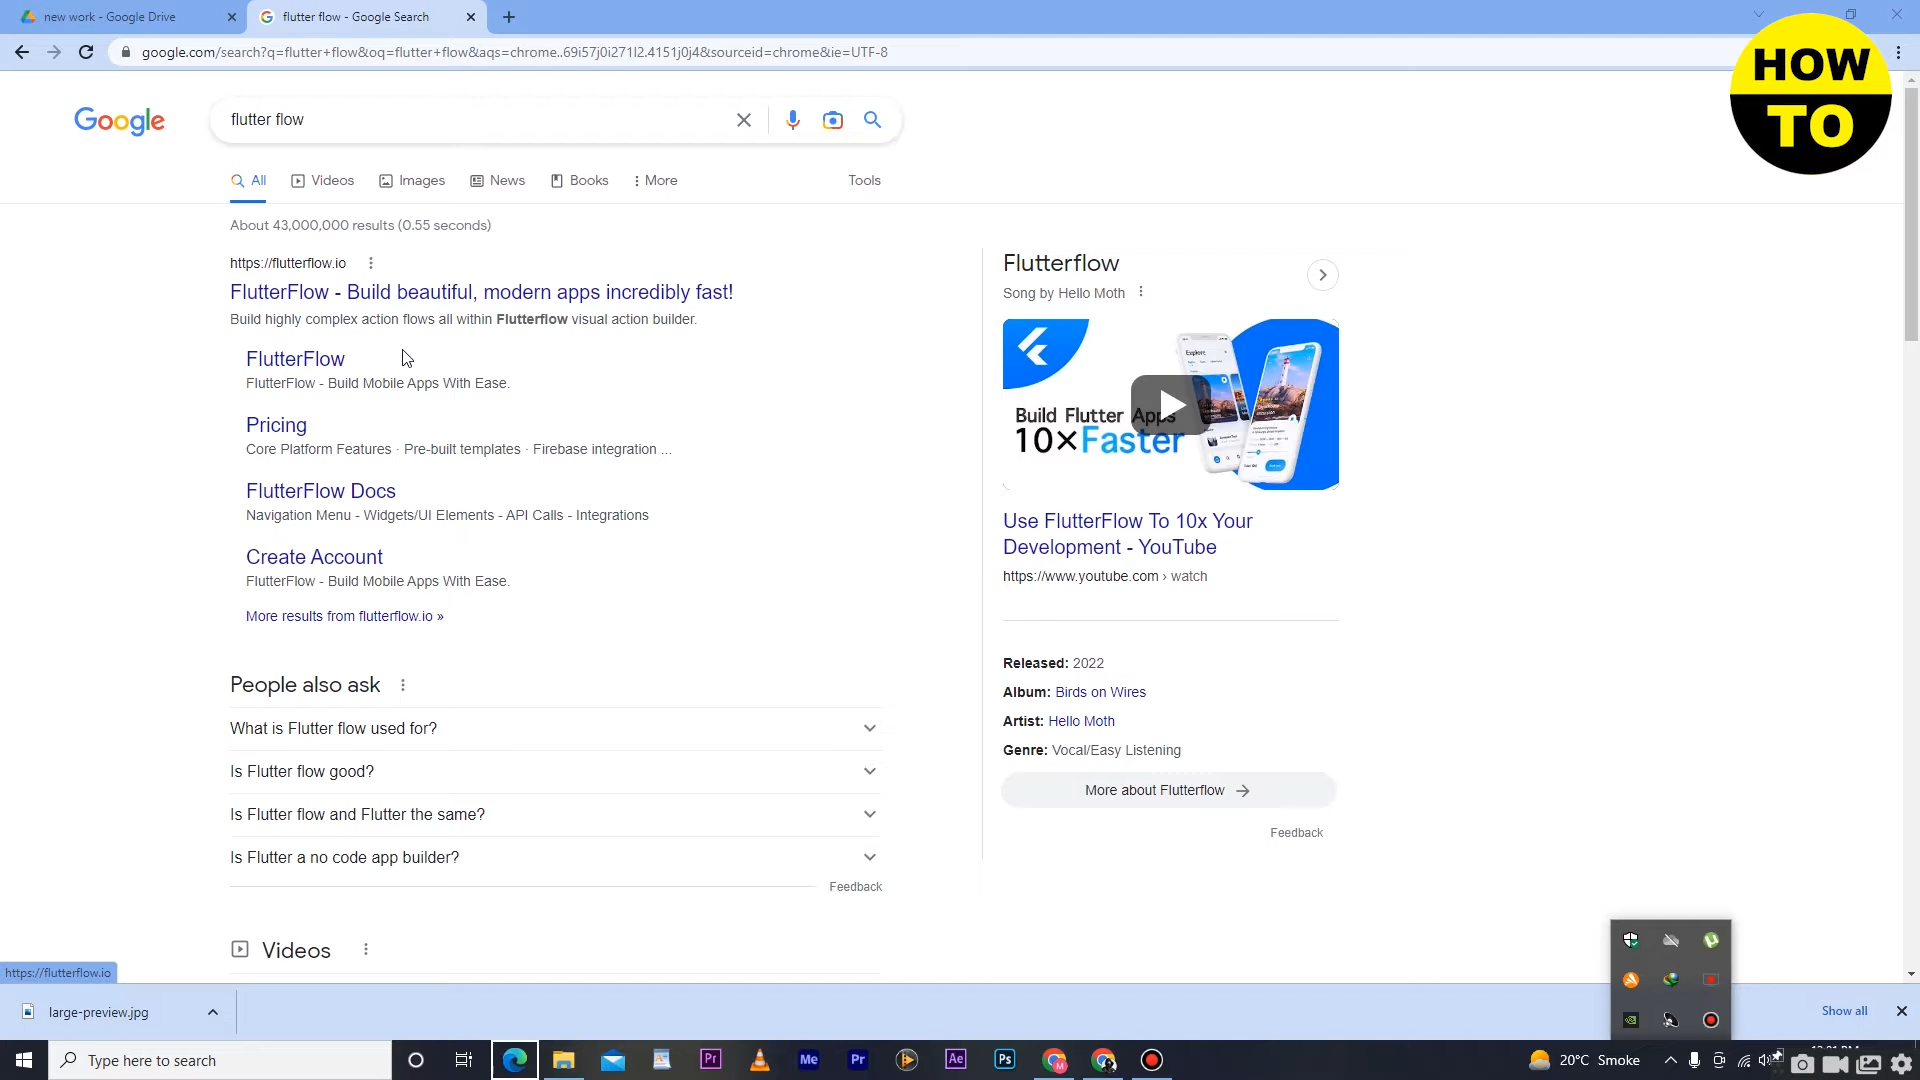 new work - Google Drive
flutter flow - Google Search
google.com/search?q=flutter+flow&oq=flutter+flow&aqs=chrome..69i57j0i271l2.4151j0j4&sourceid=chrome&ie=UTF-8
HOW
TO
Google
flutter flow
All
Videos
Images
News
Books
More
Tools
About 43,000,000 results (0.55 seconds)
https://flutterflow.io
FlutterFlow - Build beautiful, modern apps incredibly fast!
Build highly complex action flows all within Flutterflow visual action builder.
FlutterFlow
FlutterFlow - Build Mobile Apps With Ease.
Pricing
Core Platform Features · Pre-built templates · Firebase integration ...
FlutterFlow Docs
Navigation Menu - Widgets/UI Elements - API Calls - Integrations
Create Account
FlutterFlow - Build Mobile Apps With Ease.
More results from flutterflow.io »
People also ask
What is Flutter flow used for?
Is Flutter flow good?
Is Flutter flow and Flutter the same?
Is Flutter a no code app builder?
Feedback
Videos
Flutterflow
Song by Hello Moth
Explore
Build Flutter Apps
10×Faster
Use FlutterFlow To 10x Your
Development - YouTube
https://www.youtube.com › watch
Released: 2022
Album: Birds on Wires
Artist: Hello Moth
Genre: Vocal/Easy Listening
More about Flutterflow
Feedback
https://flutterflow.io
large-preview.jpg
Show all
Type here to search
Pr
Me
Pr
Ae
Ps
M
20°C Smoke